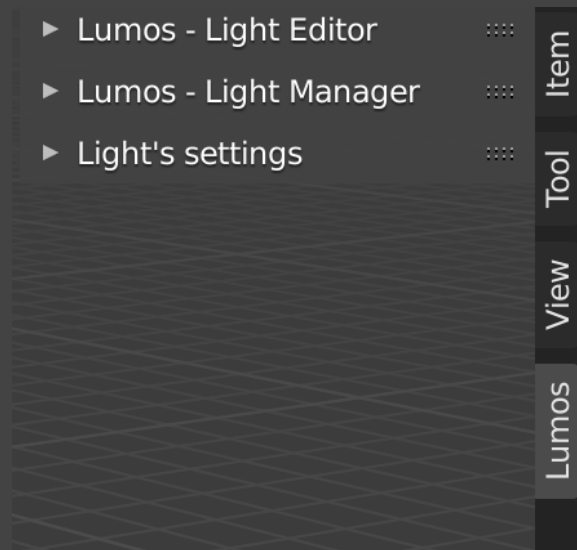 Lumos - Light Editor
Lumos - Light Manager
Light's settings
Item
Tool
View
Lumos